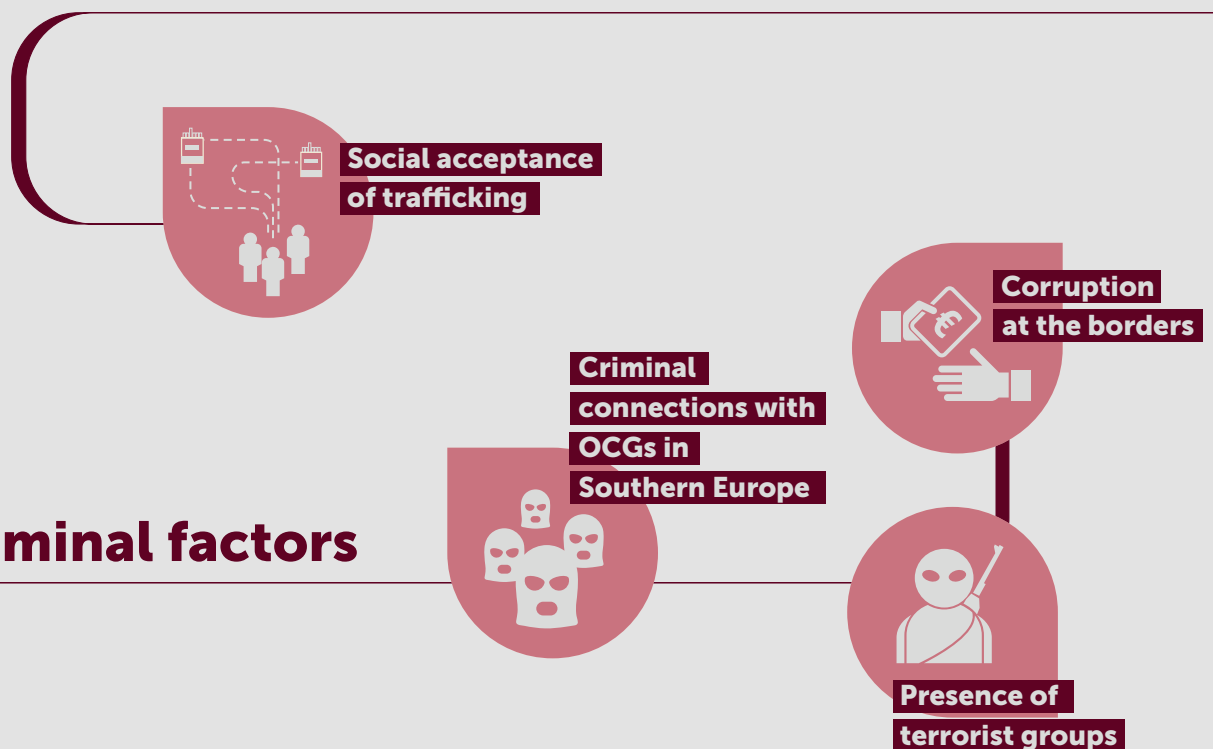 Social acceptance
of trafficking
Corruption
at the borders
Criminal
connections with
OCGs in
Southern Europe
minal factors
€
Presence of
terrorist groups